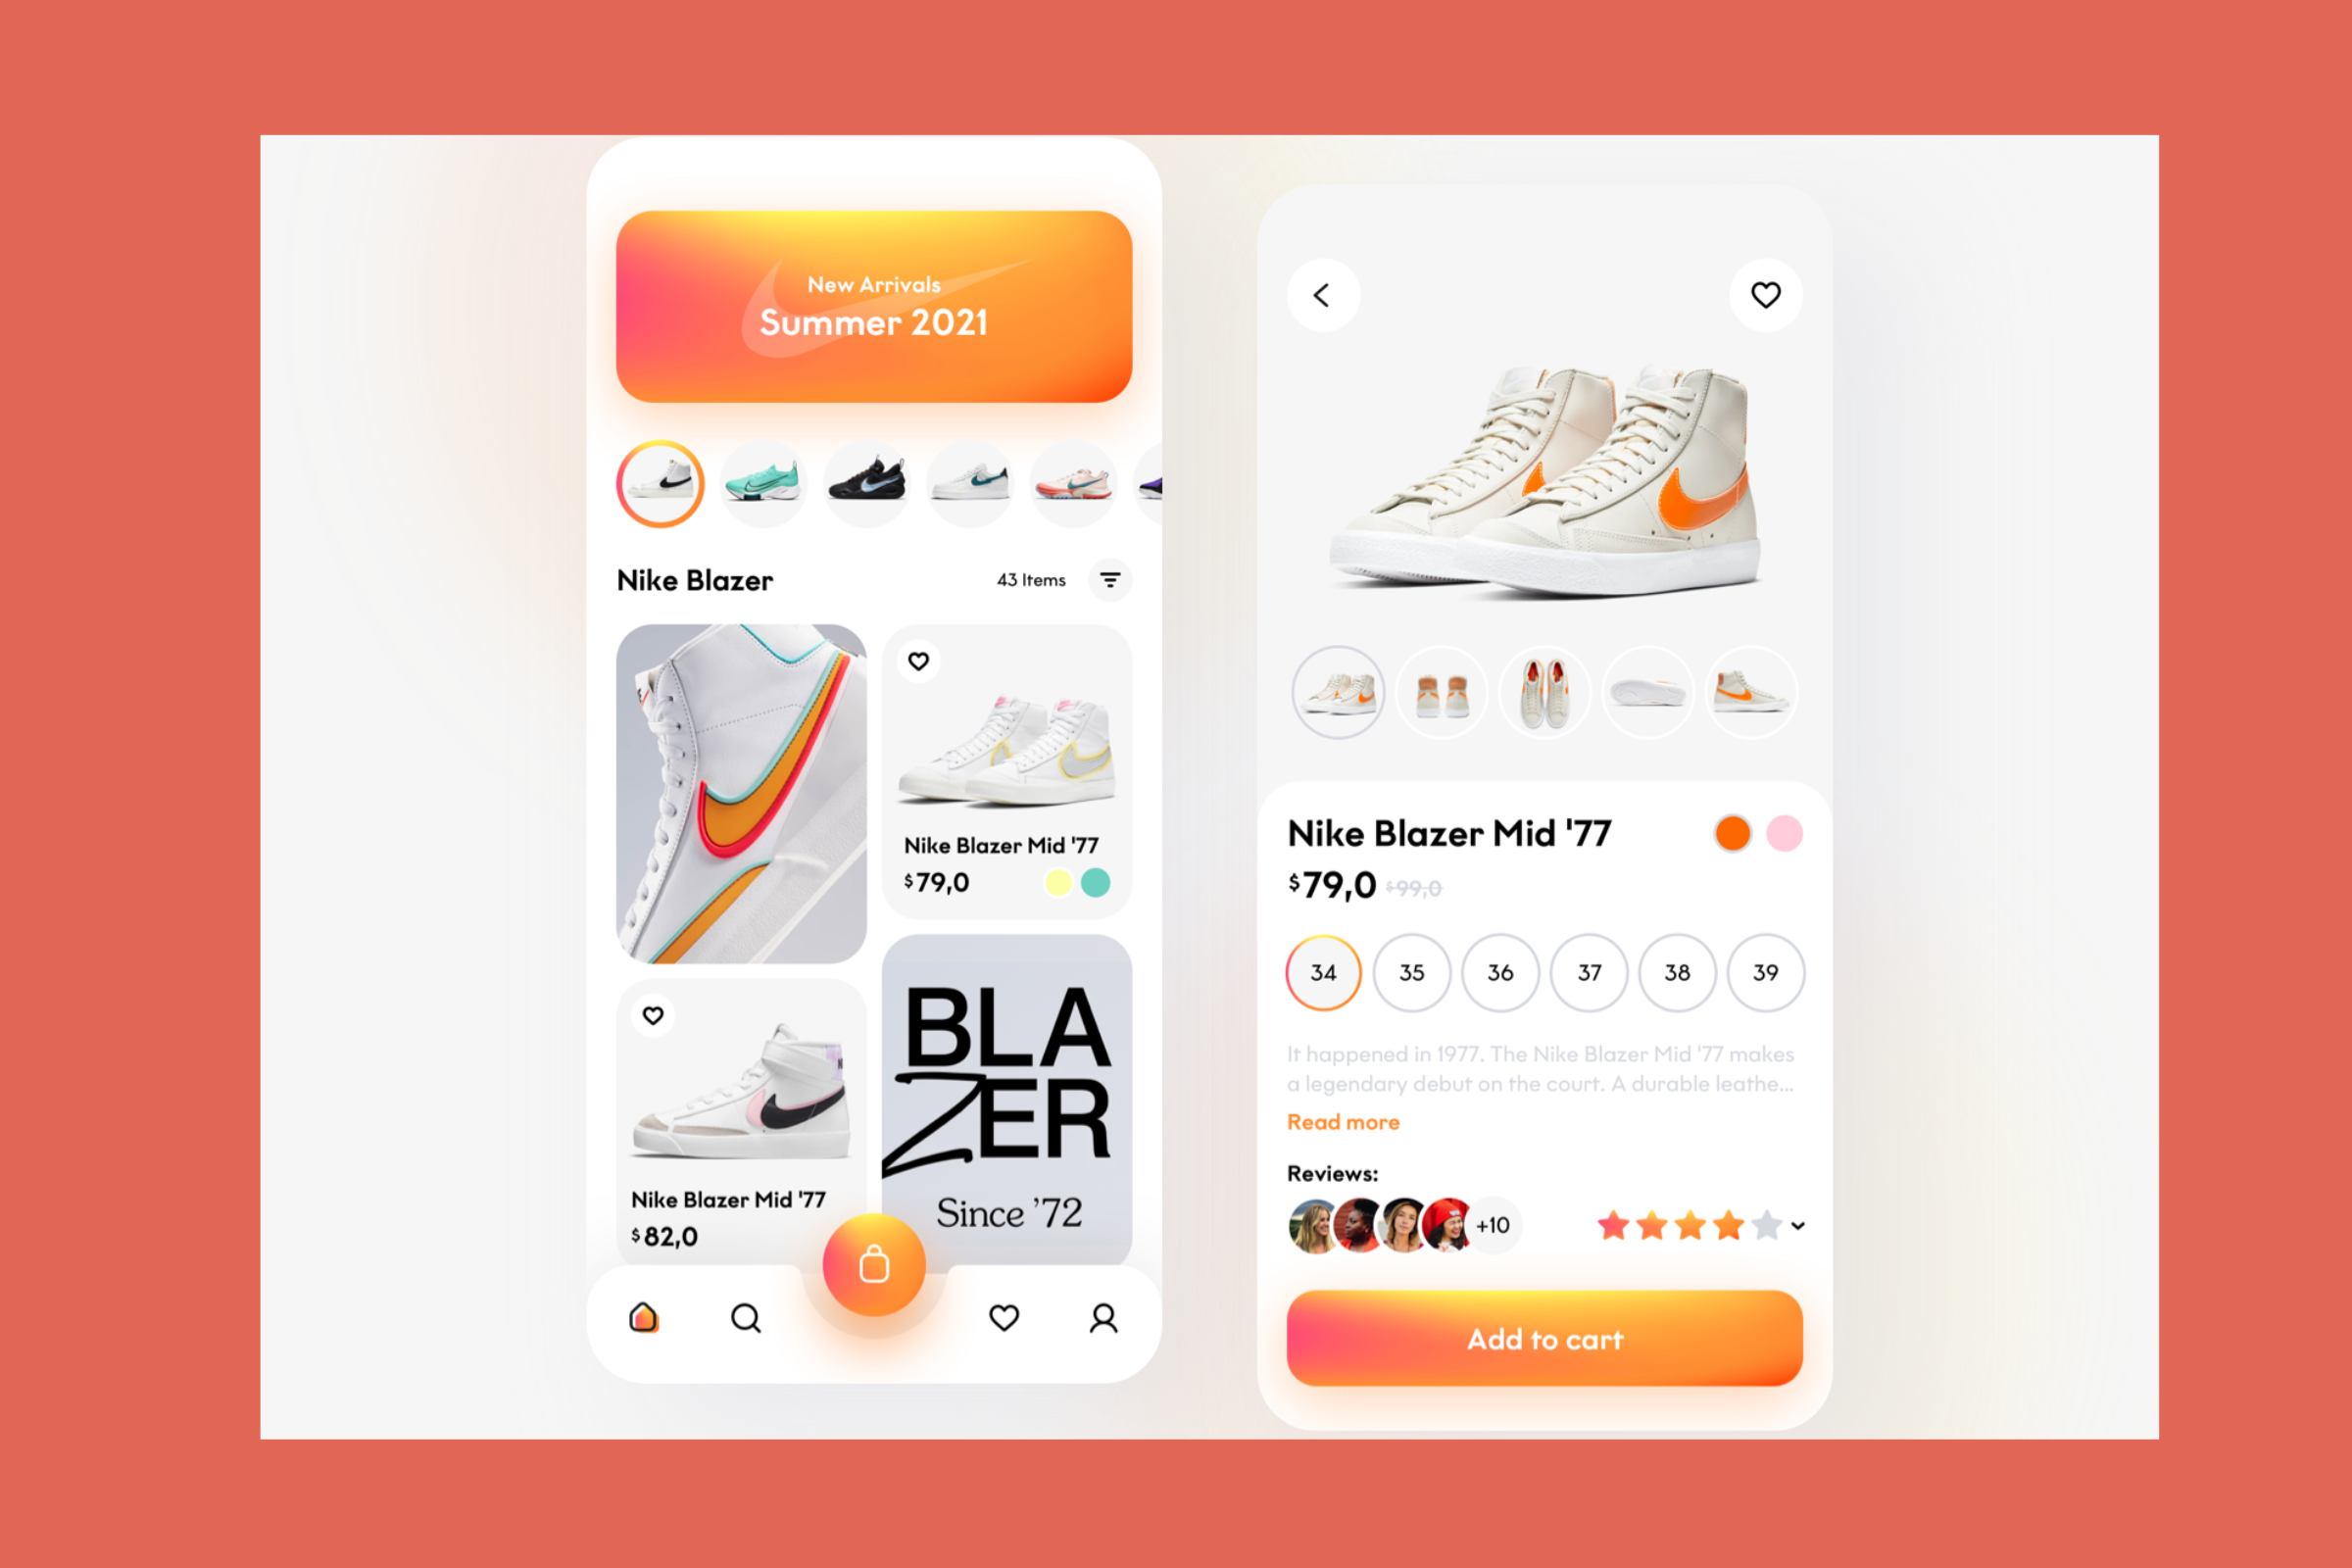 New Arrivals
Summer 2021
Nike Blazer
43 Items
Nike Blazer Mid '77
$79,0
BLA
ZER
Since ’72
Nike Blazer Mid '77
$82,0
Nike Blazer Mid '77
$79,0 $99,0
34 35 36 37 38 39
It happened in 1977. The Nike Blazer Mid '77 makes
a legendary debut on the court. A durable leathe...
Read more
Reviews:
+10
Add to cart